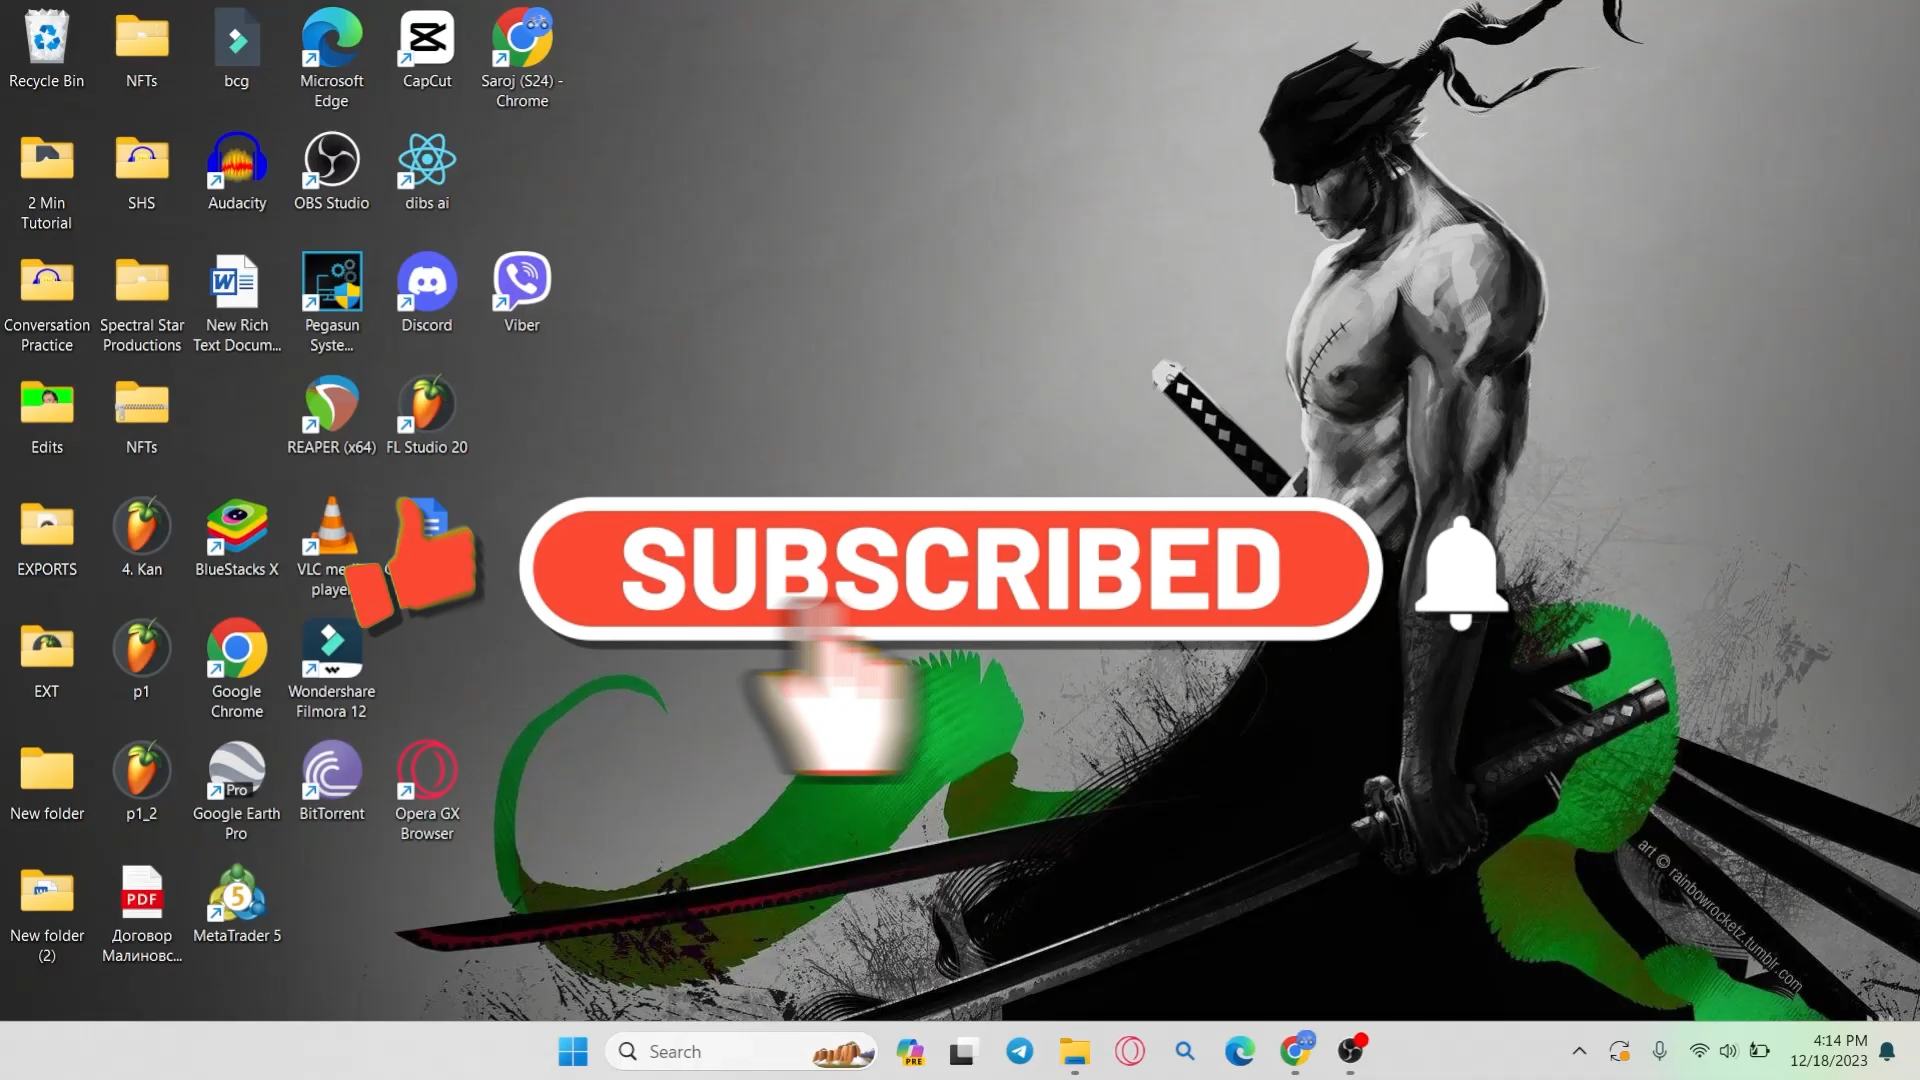 Recycle Bin
NFTs
bcg
Microsoft
Edge
CapCut
Saroj (S24) -
Chrome
2 Min
Tutorial
SHS
Audacity
OBS Studio
dibs ai
Conversation
Practice
Spectral Star
Productions
New Rich
Text Docum...
Pegasun
Syste...
Discord
Viber
Edits
NFTs
REAPER (x64)
FL Studio 20
EXPORTS
4. Kan
BlueStacks X
player
SUBSCRIBED
EXT
p1
Google
Chrome
Wondershare
Filmora 12
New folder
p1_2
Pro
Google Earth
Pro
BitTorrent
Opera GX
Browser
New folder
(2)
PDF
Договор
Малиновс...
5
MetaTrader 5
art © rainbowrocketz.tumblr.com
Search
PRE
4:14 PM
12/18/2023